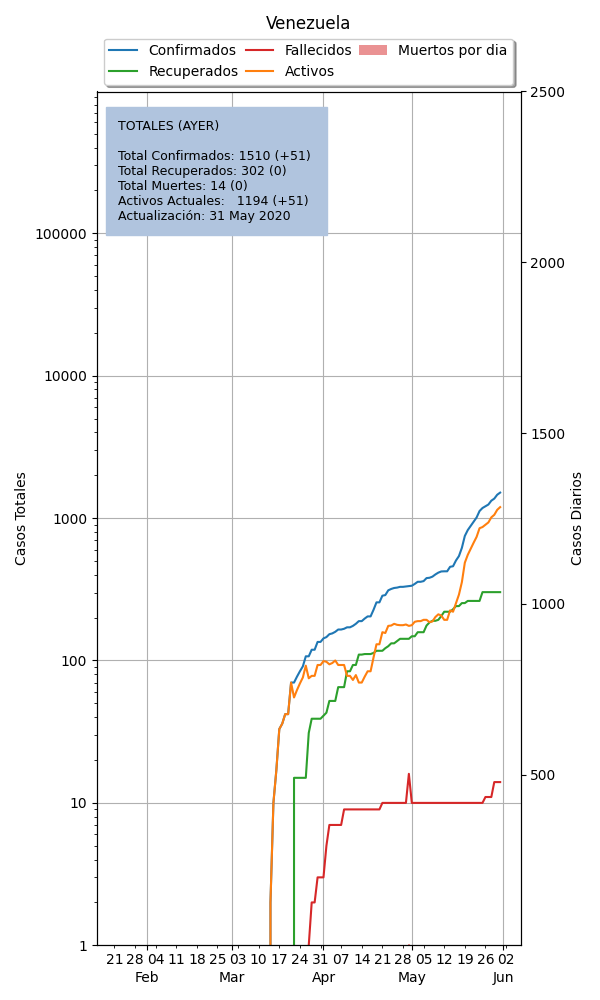 Venezuela
Confirmados Fallecidos Muertos por dia
Recuperados Activos
TOTALES (AYER)
Total Confirmados: 1510 (+51)
Total Recuperados: 302 (0)
Total Muertes: 14 (0)
Activos Actuales:   1194 (+51)
Actualización: 31 May 2020
Casos Totales
100000
10000
1000
100
10
1
Casos Diarios
2500
2000
1500
1000
500
21 28 04 11 18 25 03 10 17 24 31 07 14 21 28 05 12 19 26 02
Feb Mar Apr May Jun